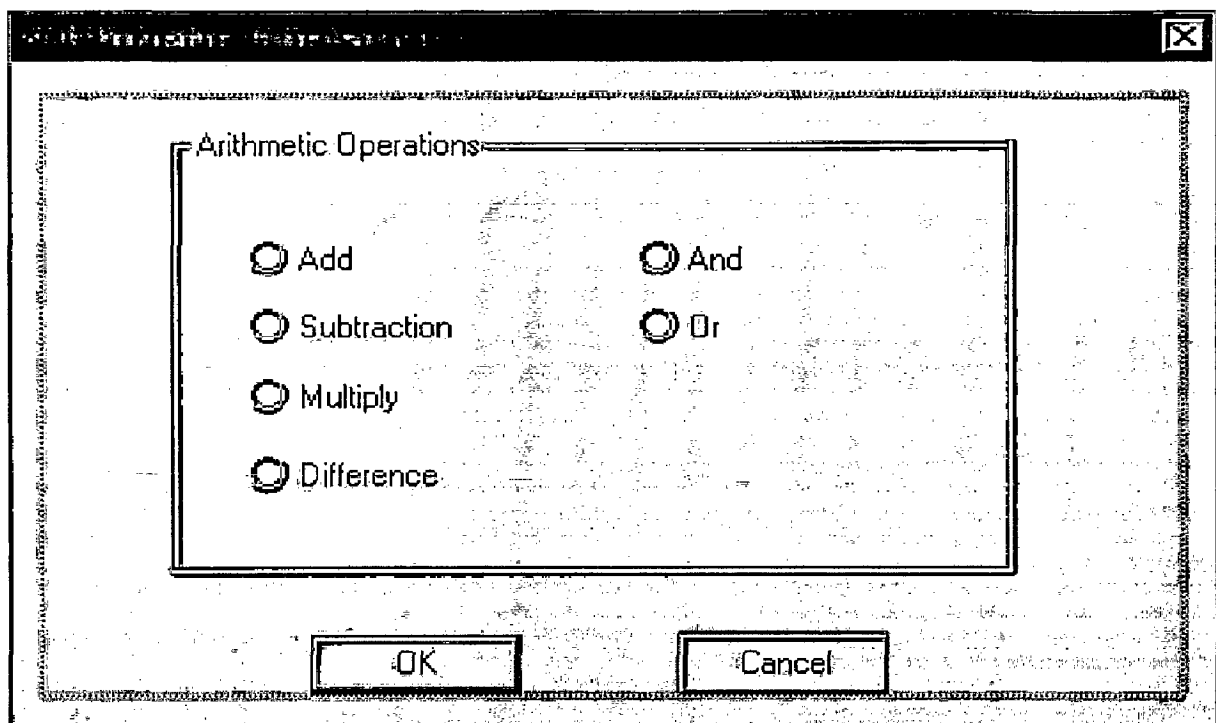 Arithmetic Operations
Add
Subtraction
Multiply
Difference
And
Or
OK
Cancel